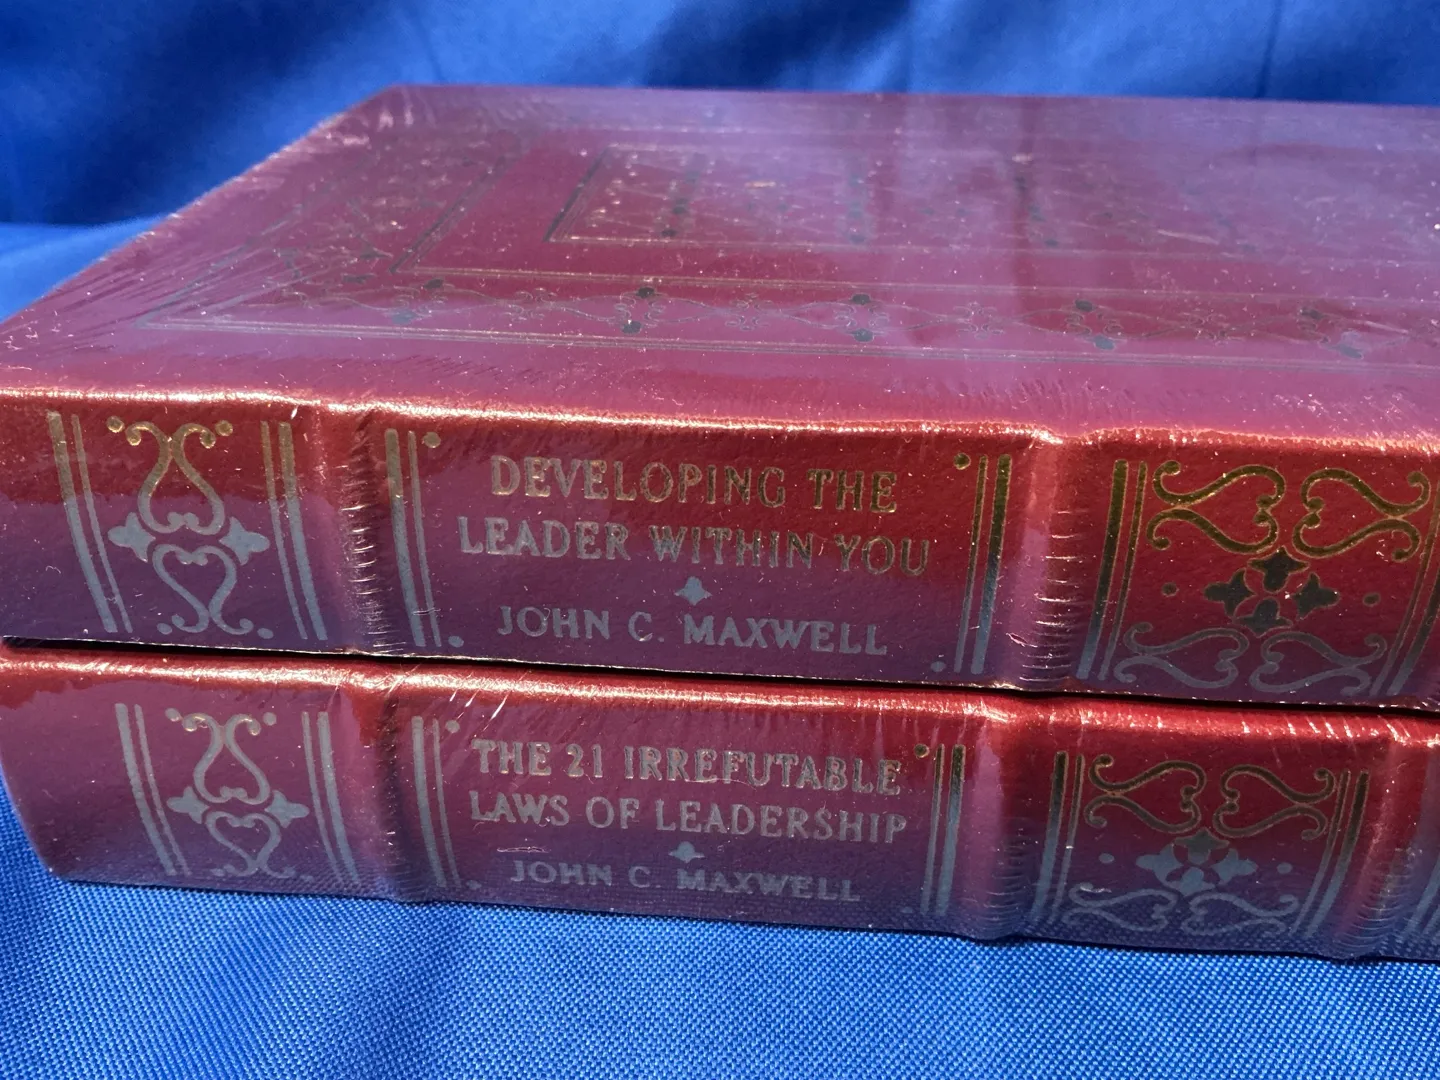 DEVELOPING THE
LEADER WITHIN YOU
JOHN C. MAXWELL
THE 21 IRREFUTABLE
LAWS OF LEADERSHIP
JOHN C. MAXWELL